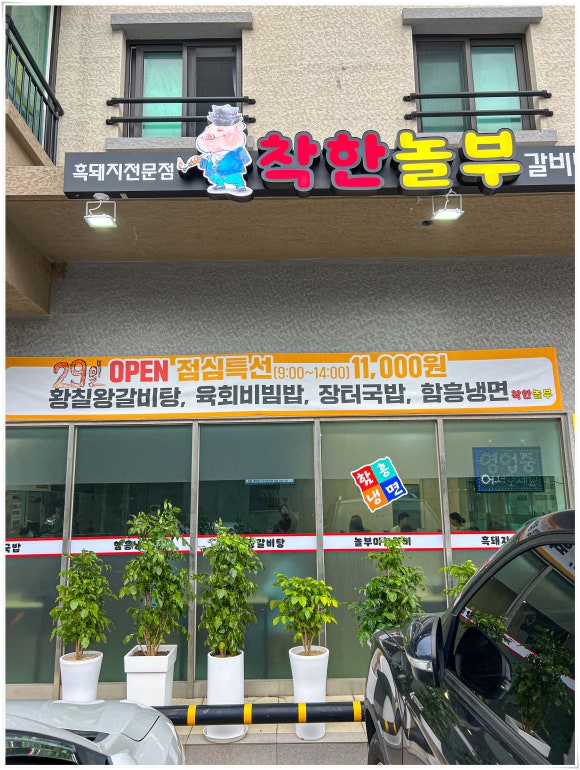 흑돼지전문점 착한놀부 갈비
29일 OPEN 점심특선(9:00~14:00) 11,000원
황칠왕갈비탕, 육회비빔밥, 장터국밥, 함흥냉면 착한놀부
함흥
냉면
영업중
국밥
갈비탕
흑돼지